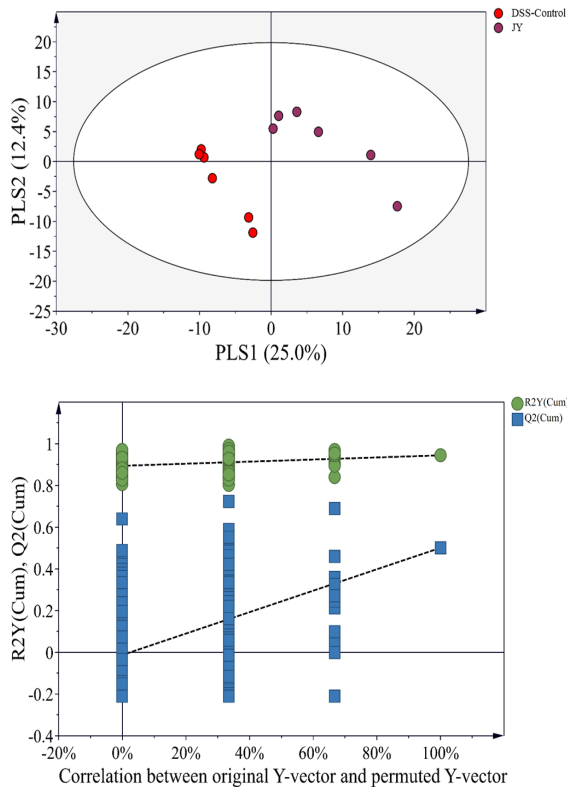 DSS-Control
JY
20
15
10
5
0
-5
-10
-15
-20
-25
PLS2 (12.4%)
-30 -20 -10 0 10 20
PLS1 (25.0%)
R2Y(Cum)
Q2(Cum)
1
0.8
0.6
0.4
0.2
0
-0.2
-0.4
R2Y(Cum), Q2(Cum)
-20% 0% 20% 40% 60% 80% 100%
Correlation between original Y-vector and permuted Y-vector